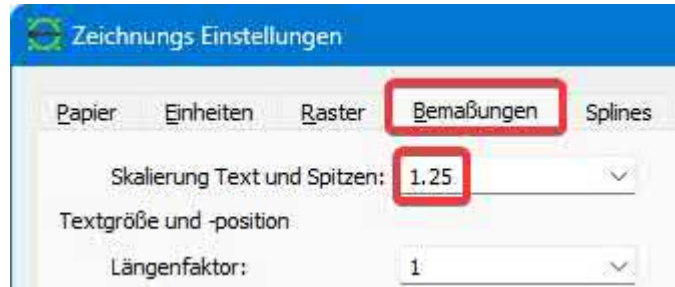 Zeichnungs Einstellungen
Papier Einheiten Raster Bemaßungen Splines
Skalierung Text und Spitzen: 1.25
Textgröße und -position
Längenfaktor: 1